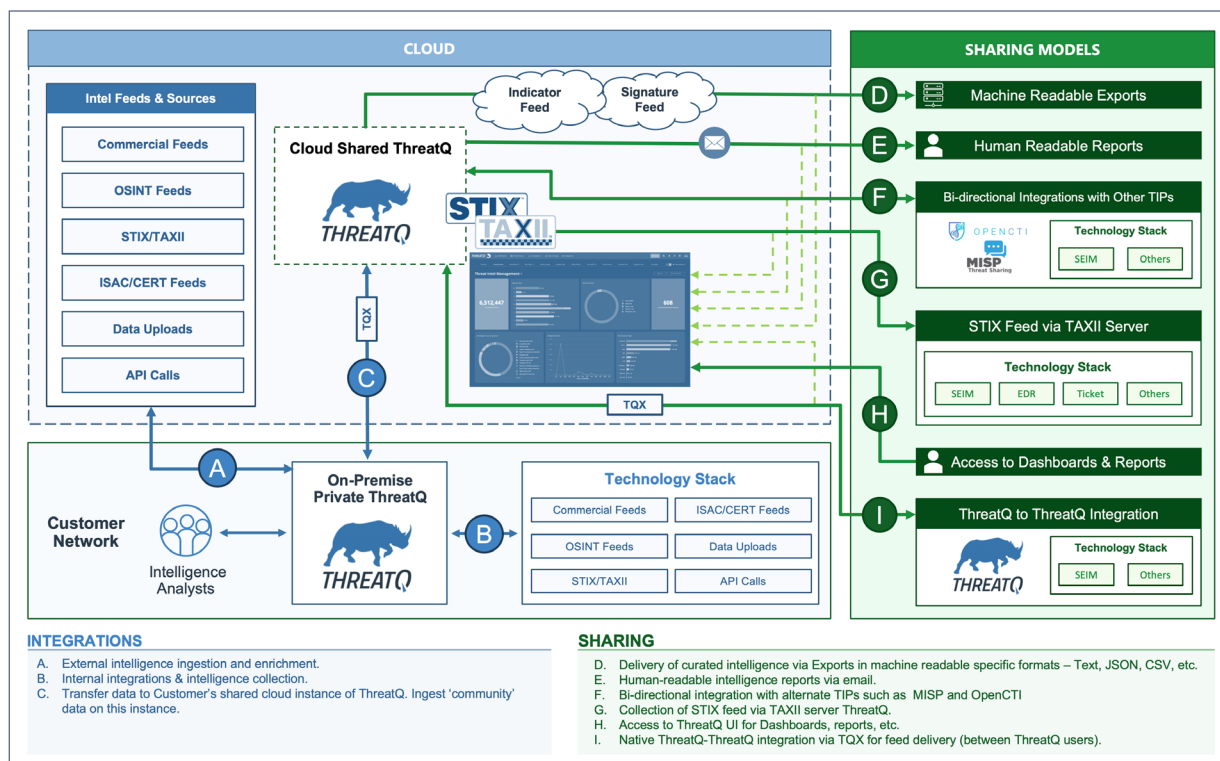 CLOUD
SHARING MODELS
Intel Feeds & Sources
Commercial Feeds
OSINT Feeds
STIX/TAXII
ISAC/CERT Feeds
Data Uploads
API Calls
Indicator
Feed
Signature
Feed
Cloud Shared ThreatQ
THREATQ
STIX
TAXII
Threat Intel Management
6,512,447
608
TQX
C
TQX
D
Machine Readable Exports
E
Human Readable Reports
F
Bi-directional Integrations with Other TIPs
OPENCTI
MISP
Threat Sharing
Technology Stack
SEIM
Others
G
STIX Feed via TAXII Server
Technology Stack
SEIM
EDR
Ticket
Others
H
Access to Dashboards & Reports
I
ThreatQ to ThreatQ Integration
THREATQ
Technology Stack
SEIM
Others
A
Customer
Network
Intelligence
Analysts
On-Premise
Private ThreatQ
THREATQ
B
Technology Stack
Commercial Feeds
ISAC/CERT Feeds
OSINT Feeds
Data Uploads
STIX/TAXII
API Calls
INTEGRATIONS
A. External intelligence ingestion and enrichment.
B. Internal integrations & intelligence collection.
C. Transfer data to Customer's shared cloud instance of ThreatQ. Ingest 'community'
data on this instance.
SHARING
D. Delivery of curated intelligence via Exports in machine readable specific formats – Text, JSON, CSV, etc.
E. Human-readable intelligence reports via email.
F. Bi-directional integration with alternate TIPs such as MISP and OpenCTI
G. Collection of STIX feed via TAXII server ThreatQ.
H. Access to ThreatQ UI for Dashboards, reports, etc.
I. Native ThreatQ-ThreatQ integration via TQX for feed delivery (between ThreatQ users).